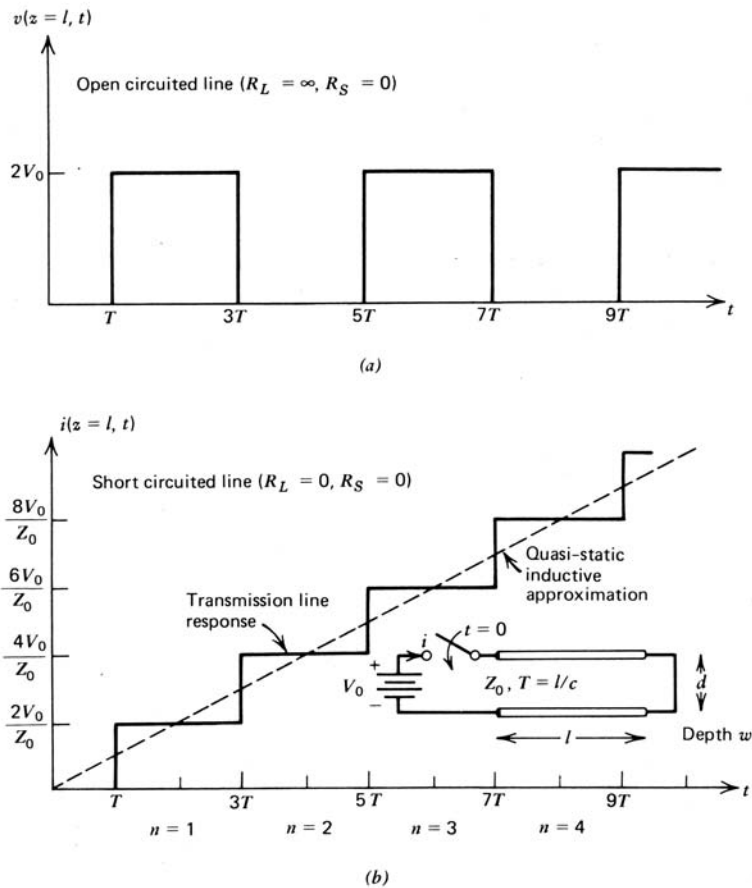 v(z = l, t)
Open circuited line (R_L = ∞, R_S = 0)
2V_0
T 3T 5T 7T 9T t
(a)
i(z = l, t)
Short circuited line (R_L = 0, R_S = 0)
8V_0
Z_0
6V_0
Z_0
4V_0
Z_0
2V_0
Z_0
Quasi-static
inductive
approximation
Transmission line
response
i t = 0
+
V_0
−
Z_0, T = l/c
d
l
Depth w
T 3T 5T 7T 9T t
n = 1 n = 2 n = 3 n = 4
(b)